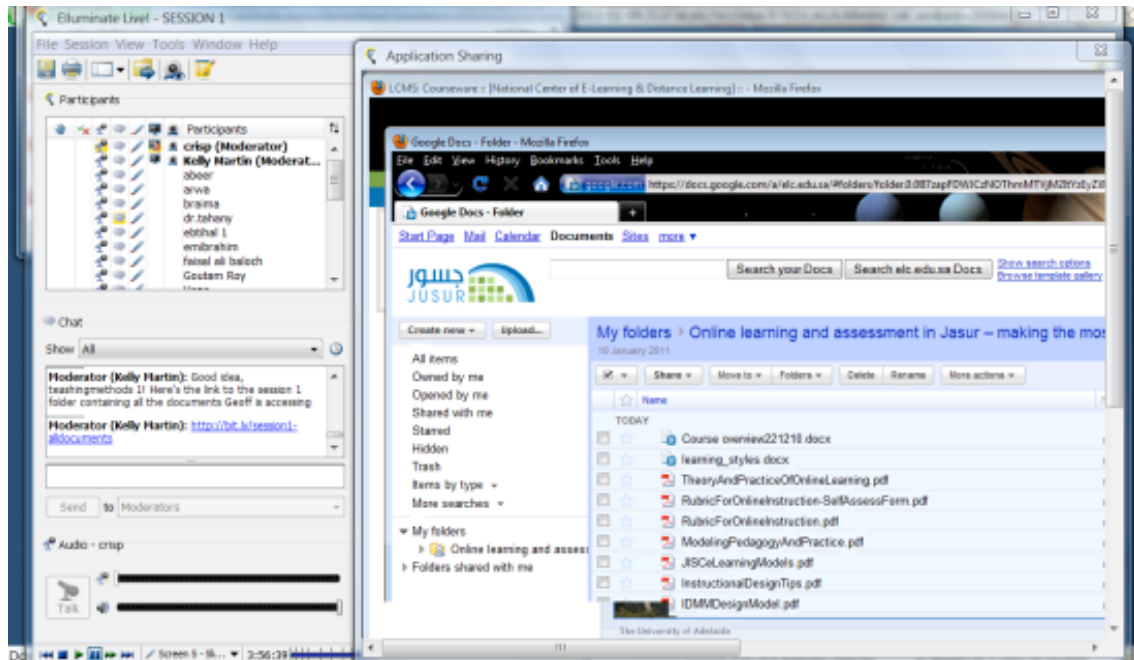 Elluminate Live! - SESSION 1
File Session View Tools Window Help
Participants
Participants
crisp (Moderator)
Kelly Martin (Moderat...
abeer
arwa
braima
dr.tahany
ebtihal 1
emibrahim
faisal ali baloch
Goutam Roy
Chat
Show All
Moderator (Kelly Martin): Good idea,
teashingmethods 1! Here's the link to the session 1
folder containing all the documents Geoff is accessing
Moderator (Kelly Martin): http://bit.ly/session1-
alldocuments
Send to Moderators
Audio - crisp
Talk
Screen S - Sk... 3:56:39
Application Sharing
LCMS: Courseware :: [National Center of E-Learning & Distance Learning] :: - Mozilla Firefox
Google Docs - Folder - Mozilla Firefox
File Edit View History Bookmarks Tools Help
google.com
Google Docs - Folder
Start Page Mail Calendar Documents Sites more
جسور
JUSUR
Search your Docs Search elc.edu.sa Docs Show search options
Browse template gallery
Create new Upload...
All items
Owned by me
Opened by me
Shared with me
Starred
Hidden
Trash
Items by type
More searches
My folders
Online learning and assess
Folders shared with me
My folders > Online learning and assessment in Jasur – making the mos
10 January 2011
Share Move to Folders Delete Rename More actions
Name
TODAY
Course overview221210.docx
learning_styles.docx
TheoryAndPracticeOfOnlineLearning.pdf
RubricForOnlineInstruction-SelfAssessForm.pdf
RubricForOnlineInstruction.pdf
ModelingPedagogyAndPractice.pdf
JISCeLearningModels.pdf
InstructionalDesignTips.pdf
IDMMDesignModel.pdf
The University of Adelaide